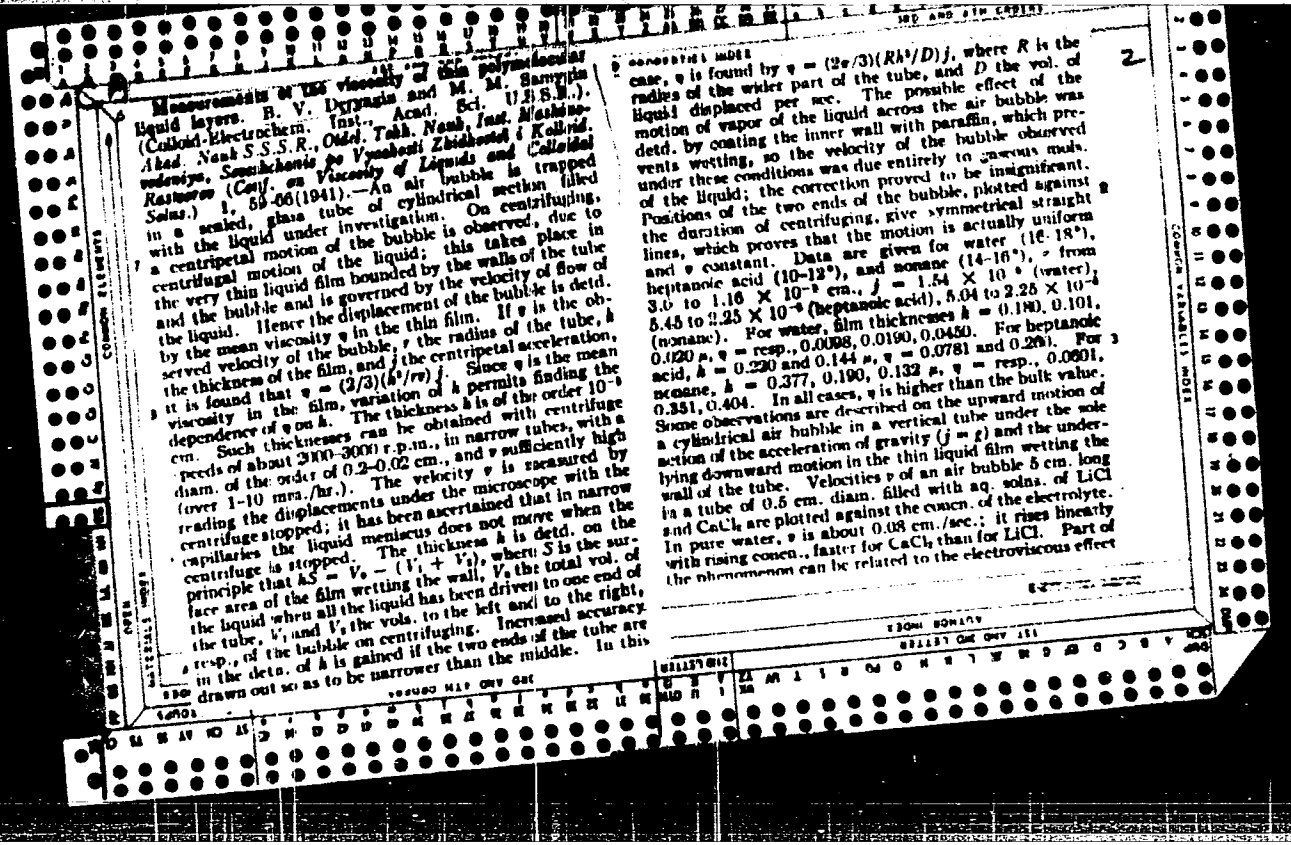 Measurements of the viscosity of thin polymolecular
liquid layers. B. V. Deryagin and M. M. Samygin
(Colloid-Electrochem. Inst., Acad. Sci. U.S.S.R.).
Akad. Nauk S.S.S.R., Otdel. Tekh. Nauk, Inst. Mashino-
vedeniya, Soveshchanie po Vyazkosti Zhidkostei i Kolloid.
Rastvorov (Conf. on Viscosity of Liquids and Colloidal
Solns.) 1, 59-66(1941).—An air bubble is trapped
in a sealed, glass tube of cylindrical section filled
with the liquid under investigation. On centrifuging,
a centripetal motion of the bubble is observed, due to
centrifugal motion of the liquid; this takes place in
the very thin liquid film bounded by the walls of the tube
and the bubble and is governed by the velocity of flow of
the liquid. Hence the displacement of the bubble is detd.
by the mean viscosity η in the thin film. If v is the ob-
served velocity of the bubble, r the radius of the tube, h
the thickness of the film, and j the centripetal acceleration,
it is found that η = (2/3)(h²/rv) j. Since η is the mean
viscosity in the film, variation of h permits finding the
dependence of η on h. The thickness h is of the order
cm. Such thicknesses can be obtained with centrifuge
speeds of about 2000-3000 r.p.m., in narrow tubes, with a
diam. of the order of 0.2-0.02 cm., and v sufficiently high
(over 1-10 mm./hr.). The velocity v is measured by
reading the displacements under the microscope with the
centrifuge stopped; it has been ascertained that in narrow
capillaries the liquid meniscus does not move when the
centrifuge is stopped. The thickness h is detd. on the
principle that hS = V₀ − (V₁ + V₂), where S is the sur-
face area of the film wetting the wall, V₀ the total vol. of
the liquid when all the liquid has been driven to one end of
the tube, V₁ and V₂ the vols. to the left and to the right,
resp., of the bubble on centrifuging. Increased accuracy
in the detn. of h is gained if the two ends of the tube are
drawn out so as to be narrower than the middle. In this
case, η is found by η = (2π/3)(Rh³/D) j, where R is the
radius of the wider part of the tube, and D the vol. of
liquid displaced per sec. The possible effect of the
motion of vapor of the liquid across the air bubble was
detd. by coating the inner wall with paraffin, which pre-
vents wetting, so the velocity of the bubble observed
under these conditions was due entirely to gaseous mols.
of the liquid; the correction proved to be insignificant.
Positions of the two ends of the bubble, plotted against
the duration of centrifuging, give symmetrical straight
lines, which proves that the motion is actually uniform
and v constant. Data are given for water (16-18°),
heptanoic acid (10-12°), and nonane (14-16°), from
3.0 to 1.16 × cm., j = 1.54 × 10 (water),
5.45 to 2.25 × (heptanoic acid), 5.04 to 2.25 ×
(nonane). For water, film thicknesses h = 0.180, 0.101,
0.020 μ, η = resp., 0.0098, 0.0190, 0.0450. For heptanoic
acid, h = 0.220 and 0.144 μ, η = 0.0781 and For
nonane, h = 0.377, 0.190, 0.132 μ, η = resp., 0.0601,
0.351, 0.404. In all cases, η is higher than the bulk value.
Some observations are described on the upward motion of
a cylindrical air bubble in a vertical tube under the sole
action of the acceleration of gravity (j = g) and the under-
lying downward motion in the thin liquid film wetting the
wall of the tube. Velocities v of an air bubble 5 cm. long
in a tube of 0.5 cm. diam. filled with aq. solns. of LiCl
and CaCl₂ are plotted against the concn. of the electrolyte.
In pure water, v is about 0.08 cm./sec.; it rises linearly
with rising concn., faster for CaCl₂ than for LiCl. Part of
the phenomenon can be related to the electroviscous effect
2
3RD AND 4TH ORDERS
PROPERTIES INDEX
COMMON ELEMENTS
COMMON VARIABLES INDEX
AUTHOR INDEX
1ST AND 2ND LETTER
3RD AND 4TH ORDERS